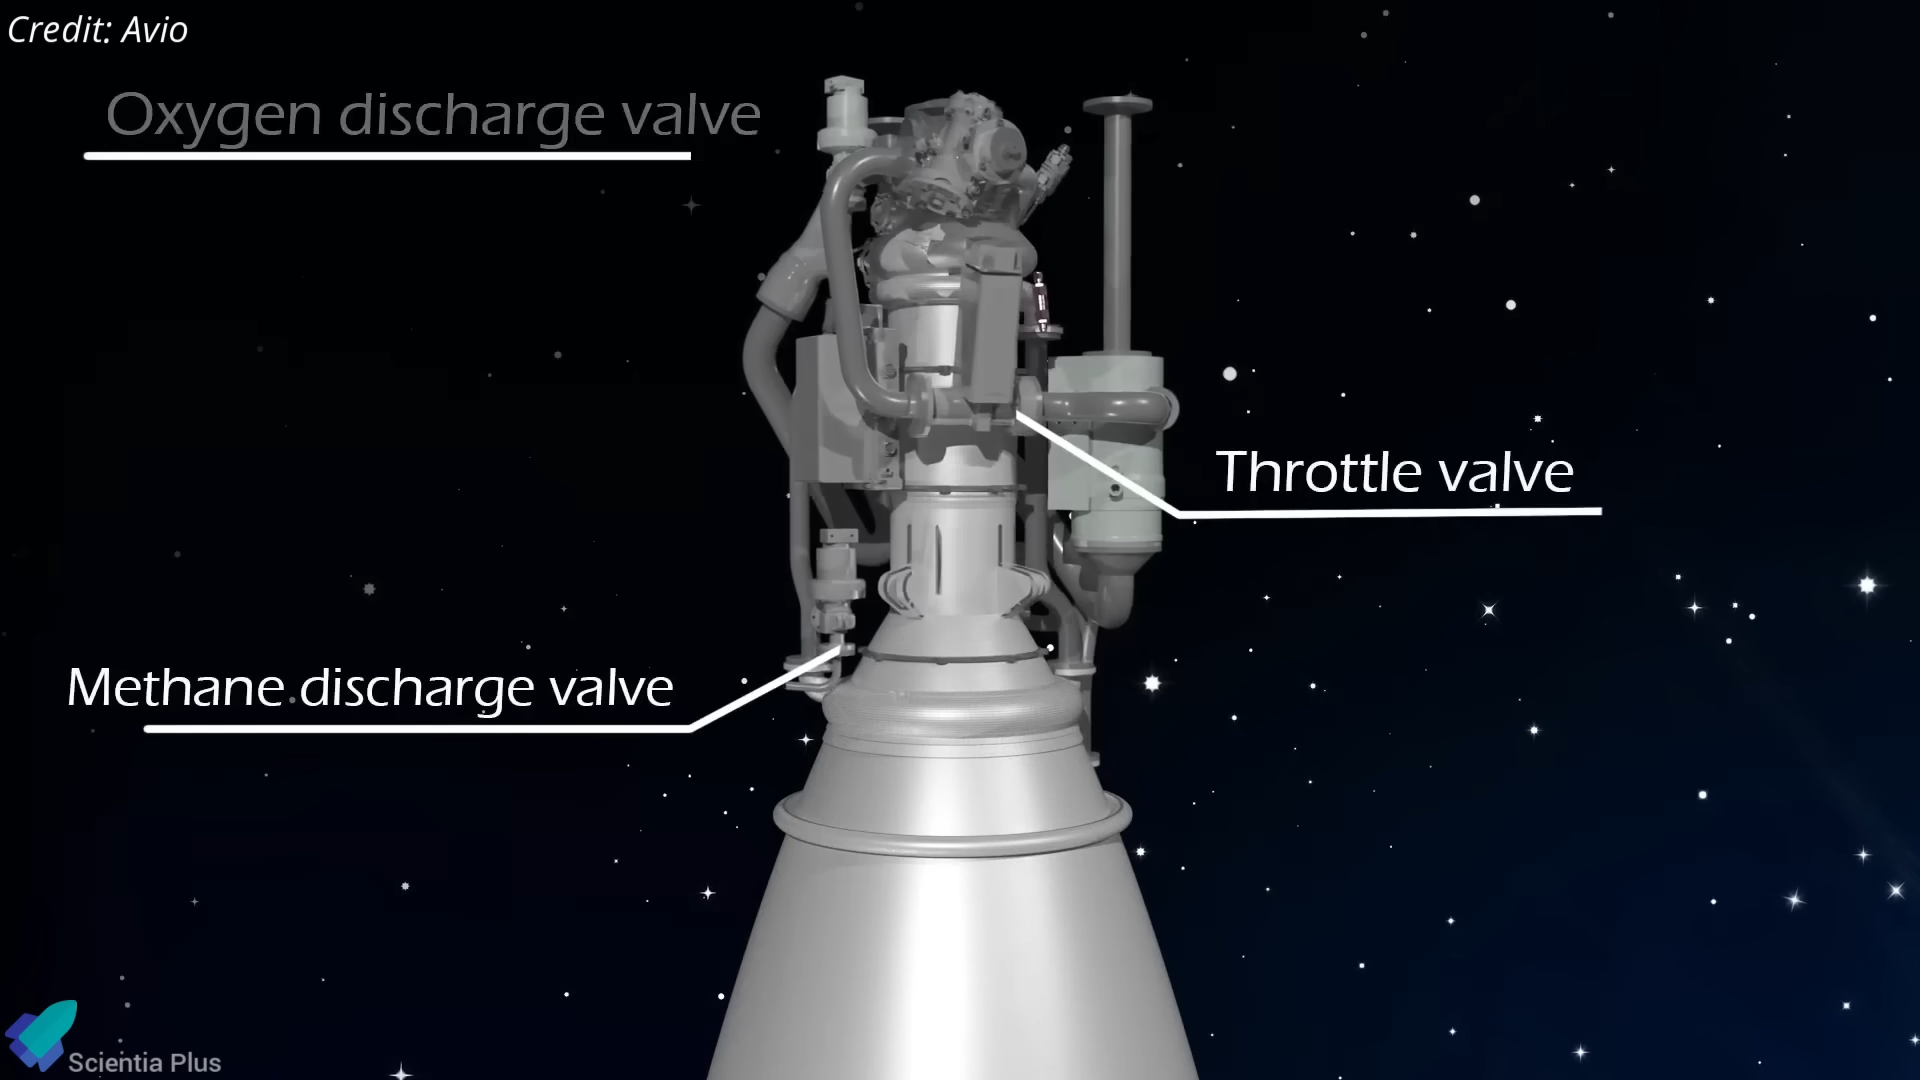 Credit: Avio
Oxygen discharge valve
Throttle valve
Methane discharge valve
Scientia Plus